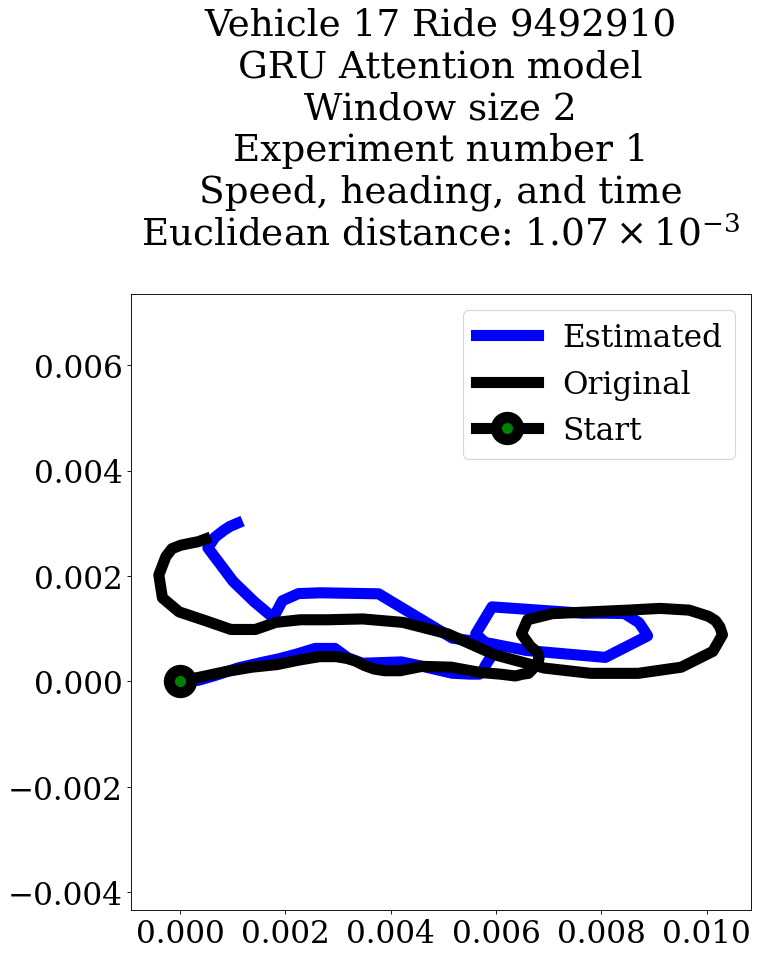 Vehicle 17 Ride 9492910
GRU Attention model
Window size 2
Experiment number 1
Speed, heading, and time
Euclidean distance: 1.07 × 10⁻³
Estimated
Original
Start
0.006
0.004
0.002
0.000
−0.002
−0.004
0.000 0.002 0.004 0.006 0.008 0.010